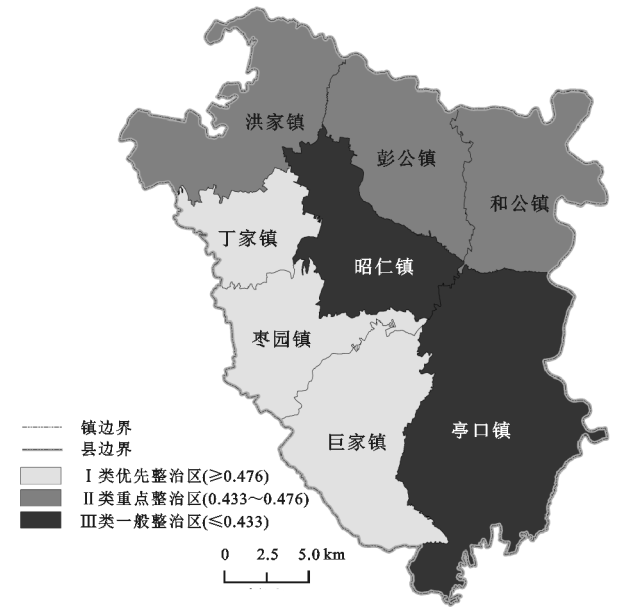 洪家镇
彭公镇
和公镇
丁家镇
昭仁镇
枣园镇
巨家镇
亭口镇
镇边界
县边界
Ⅰ类优先整治区(≥0.476)
Ⅱ类重点整治区(0.433～0.476)
Ⅲ类一般整治区(≤0.433)
0 2.5 5.0 km